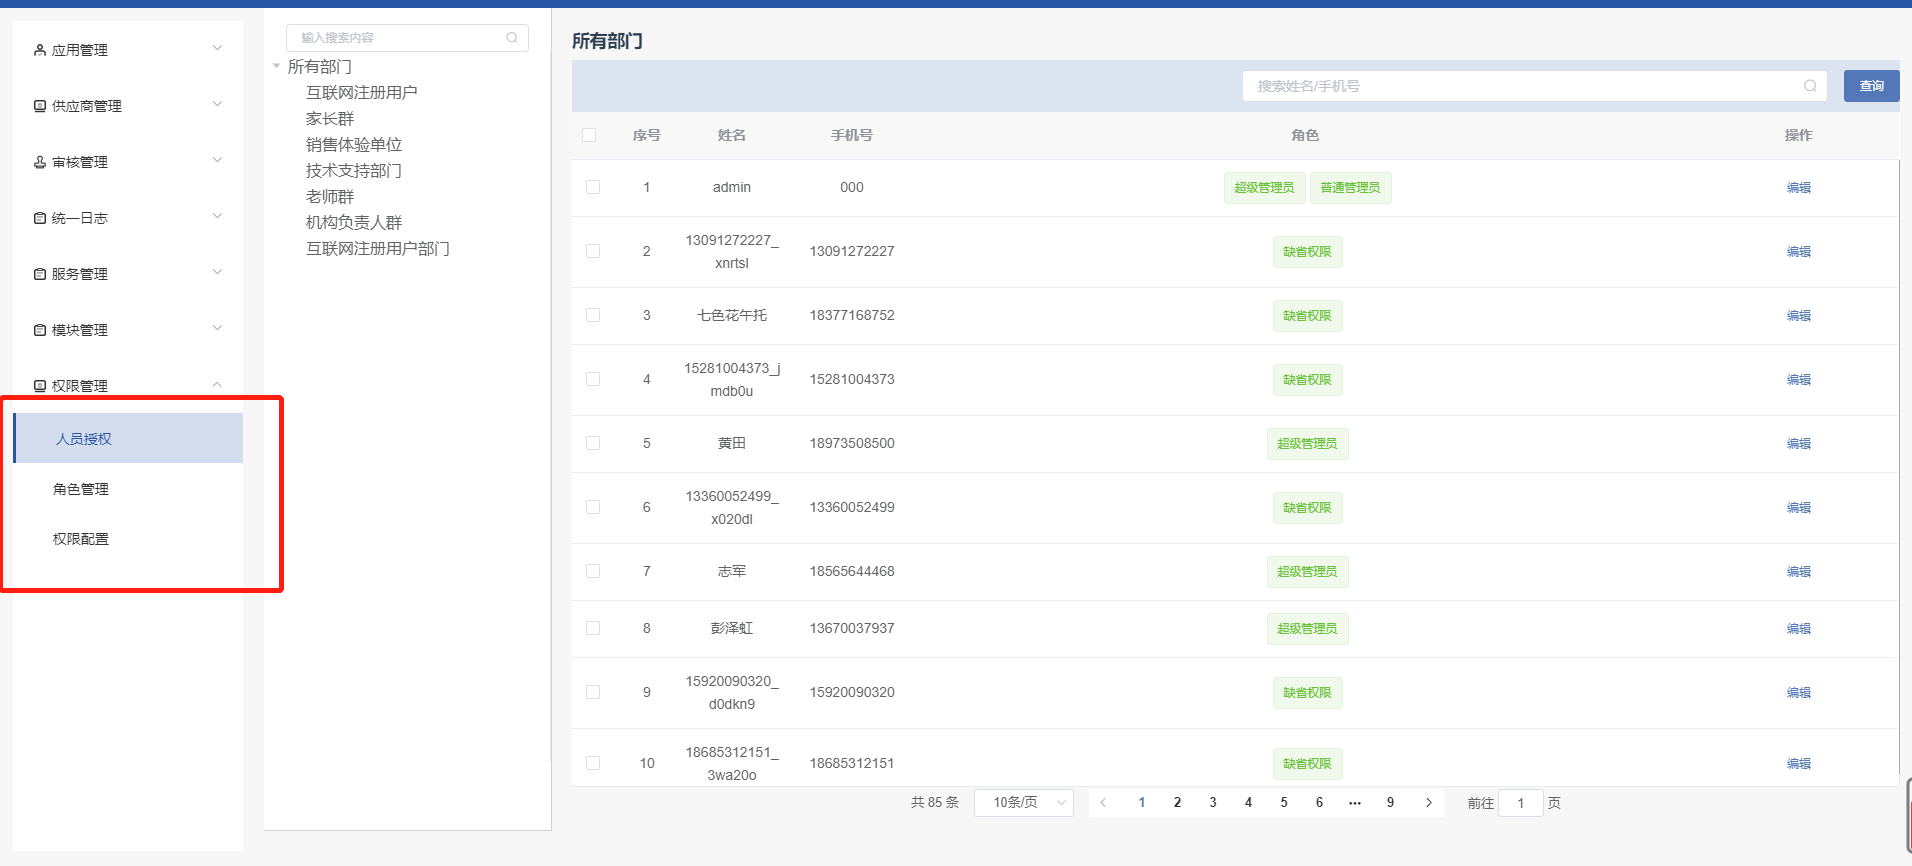 应用管理
供应商管理
审核管理
统一日志
服务管理
模块管理
权限管理
人员授权
角色管理
权限配置
输入搜索内容
所有部门
互联网注册用户
家长群
销售体验单位
技术支持部门
老师群
机构负责人群
互联网注册用户部门
所有部门
搜索姓名/手机号 查询
序号 姓名 手机号 角色 操作
1 admin 000 超级管理员 普通管理员 编辑
2 13091272227_ 13091272227 缺省权限 编辑
xnrtsl
3 七色花午托 18377168752 缺省权限 编辑
4 15281004373_j 15281004373 缺省权限 编辑
mdb0u
5 黄田 18973508500 超级管理员 编辑
6 13360052499_ 13360052499 缺省权限 编辑
x020dl
7 志军 18565644468 超级管理员 编辑
8 彭泽虹 13670037937 超级管理员 编辑
9 15920090320_ 15920090320 缺省权限 编辑
d0dkn9
10 18685312151_ 18685312151 缺省权限 编辑
3wa20o
共 85 条 10条/页 1 2 3 4 5 6 ••• 9 前往 1 页